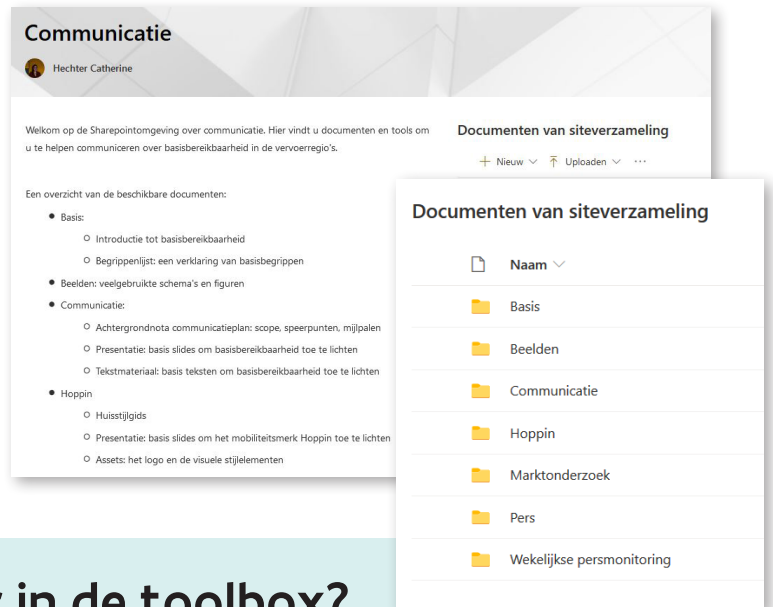 Communicatie
Hechter Catherine
Welkom op de Sharepointomgeving over communicatie. Hier vindt u documenten en tools om
u te helpen communiceren over basisbereikbaarheid in de vervoerregio's.
Een overzicht van de beschikbare documenten:
Basis:
Introductie tot basisbereikbaarheid
Begrippenlijst: een verklaring van basisbegrippen
Beelden: veelgebruikte schema's en figuren
Communicatie:
Achtergrondnota communicatieplan: scope, speerpunten, mijlpalen
Presentatie: basis slides om basisbereikbaarheid toe te lichten
Tekstmateriaal: basis teksten om basisbereikbaarheid toe te lichten
Hoppin
Huisstijlgids
Presentatie: basis slides om het mobiliteitsmerk Hoppin toe te lichten
Assets: het logo en de visuele stijlelementen
Documenten van siteverzameling
Nieuw
Uploaden
Documenten van siteverzameling
Naam
Basis
Beelden
Communicatie
Hoppin
Marktonderzoek
Pers
Wekelijkse persmonitoring
in de toolbox?